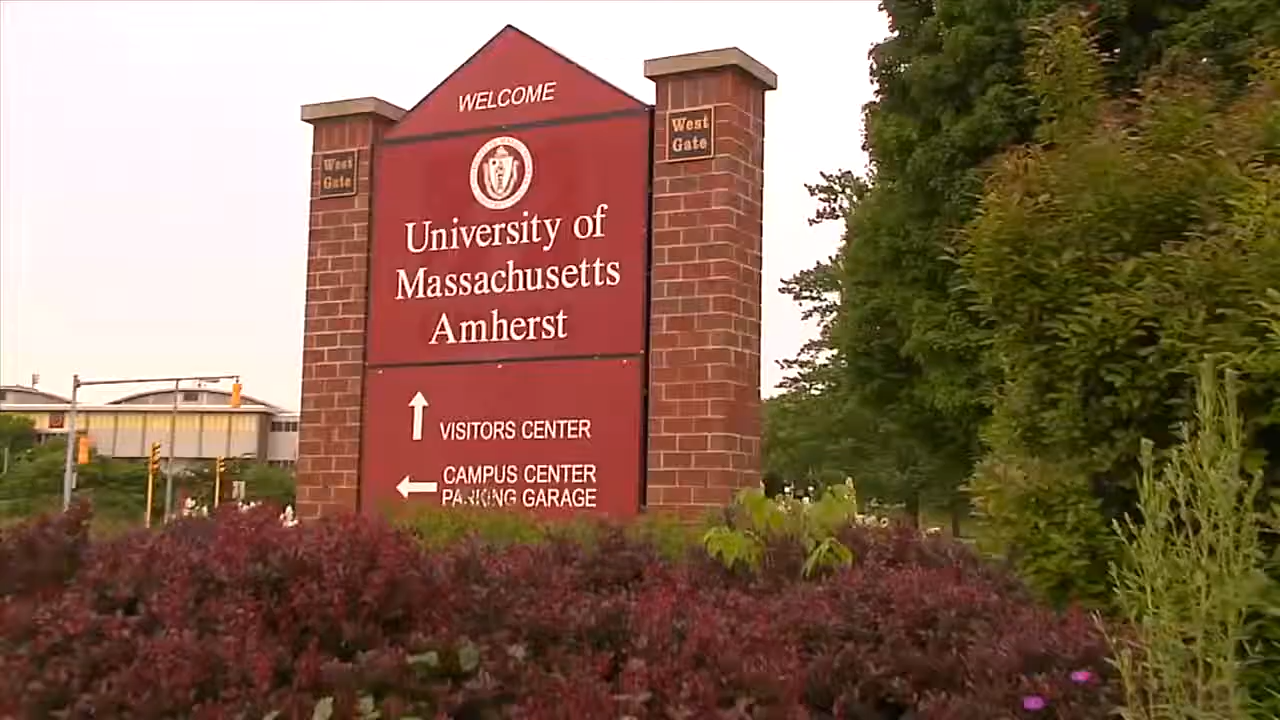 WELCOME
West
Gate
West
Gate
University of
Massachusetts
Amherst
VISITORS CENTER
CAMPUS CENTER
PARKING GARAGE